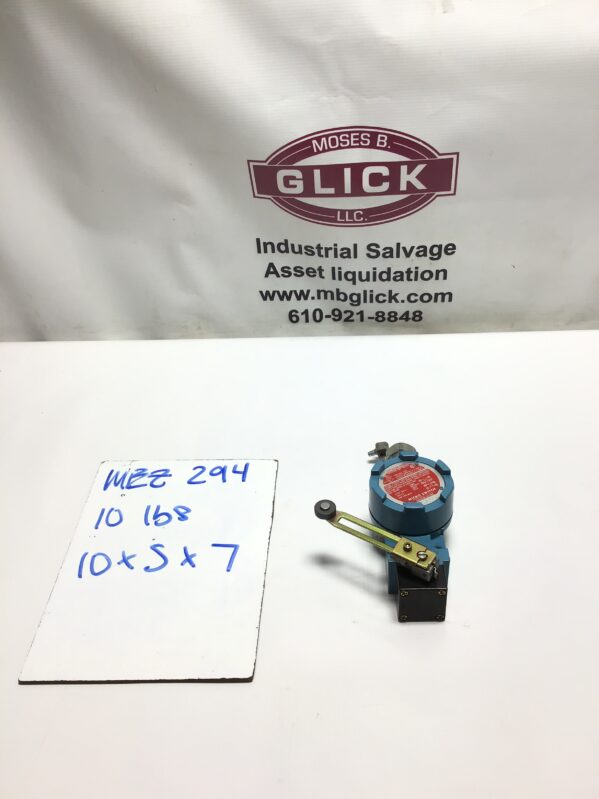 MOSES B.
GLICK
LLC.
Industrial Salvage
Asset liquidation
www.mbglick.com
610-921-8848
MEZ 294
10 lbs
10 x 5 x 7